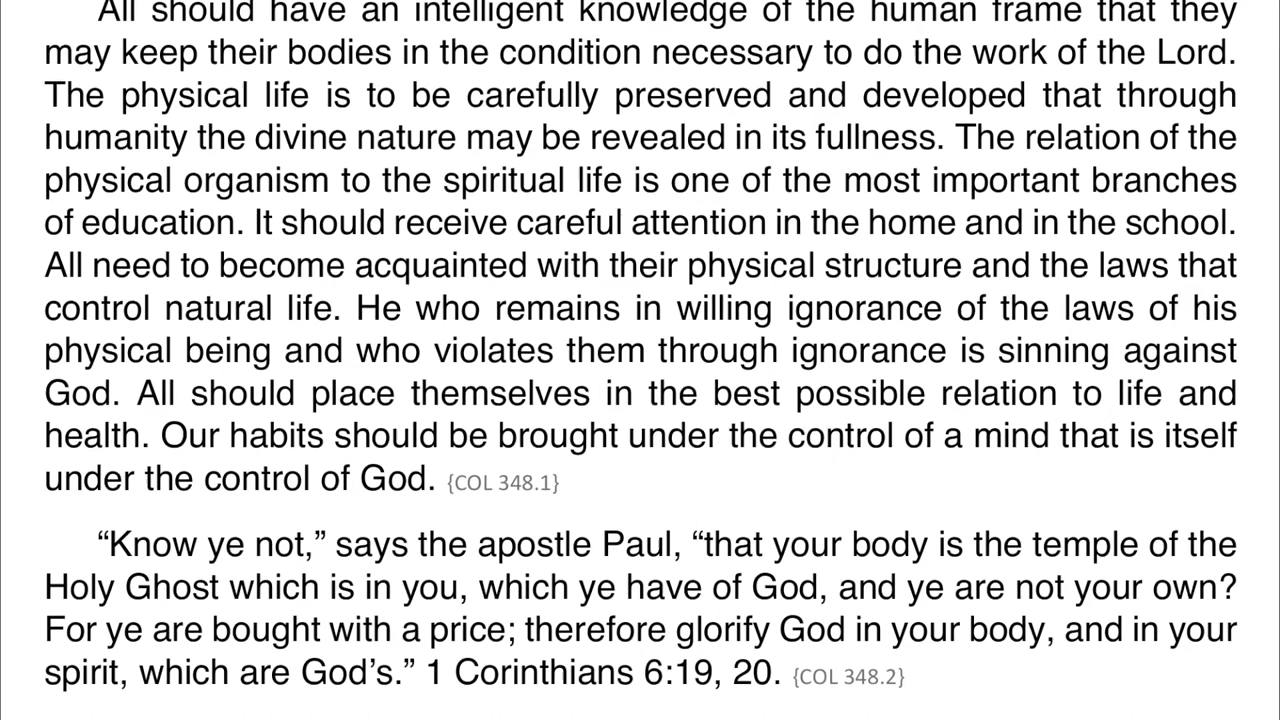 All should have an intelligent knowledge of the human frame that they
may keep their bodies in the condition necessary to do the work of the Lord.
The physical life is to be carefully preserved and developed that through
humanity the divine nature may be revealed in its fullness. The relation of the
physical organism to the spiritual life is one of the most important branches
of education. It should receive careful attention in the home and in the school.
All need to become acquainted with their physical structure and the laws that
control natural life. He who remains in willing ignorance of the laws of his
physical being and who violates them through ignorance is sinning against
God. All should place themselves in the best possible relation to life and
health. Our habits should be brought under the control of a mind that is itself
under the control of God. {COL 348.1}
“Know ye not,” says the apostle Paul, “that your body is the temple of the
Holy Ghost which is in you, which ye have of God, and ye are not your own?
For ye are bought with a price; therefore glorify God in your body, and in your
spirit, which are God’s.” 1 Corinthians 6:19, 20. {COL 348.2}